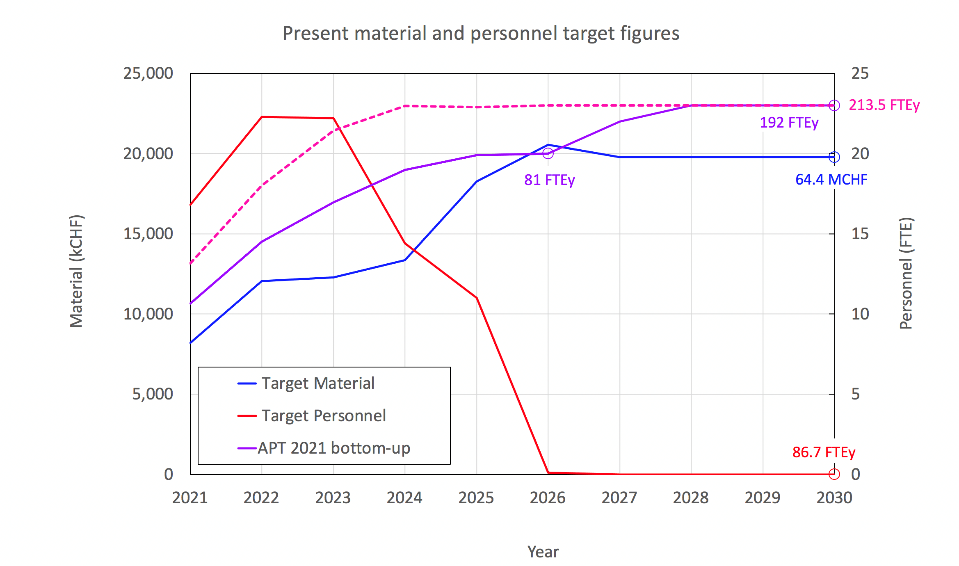 Present material and personnel target figures
25,000
20,000
15,000
10,000
5,000
0
Material (kCHF)
25
20
15
10
5
0
Personnel (FTE)
213.5 FTEy
192 FTEy
81 FTEy
64.4 MCHF
86.7 FTEy
Target Material
Target Personnel
APT 2021 bottom-up
2021 2022 2023 2024 2025 2026 2027 2028 2029 2030
Year